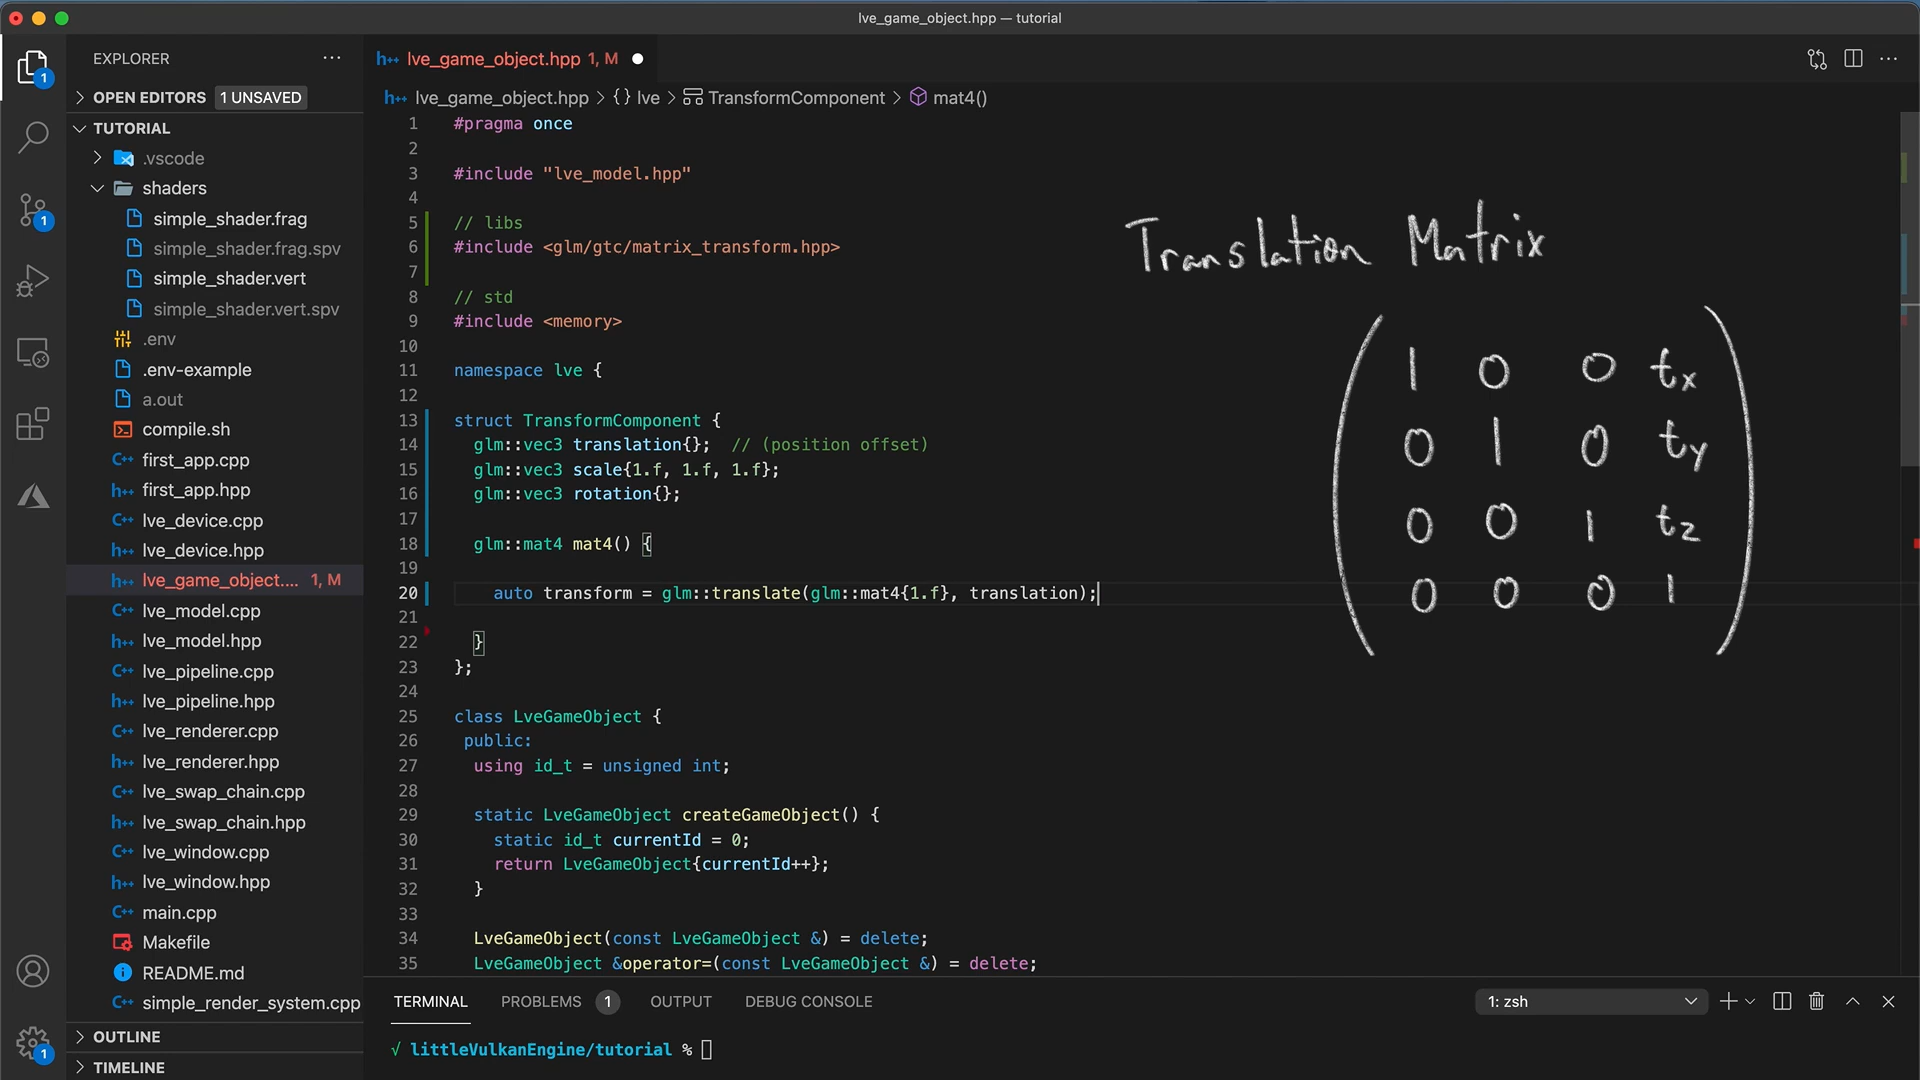 lve_game_object.hpp — tutorial
EXPLORER
OPEN EDITORS 1 UNSAVED
TUTORIAL
.vscode
shaders
simple_shader.frag
simple_shader.frag.spv
simple_shader.vert
simple_shader.vert.spv
.env
.env-example
a.out
compile.sh
first_app.cpp
first_app.hpp
lve_device.cpp
lve_device.hpp
lve_game_object.... 1, M
lve_model.cpp
lve_model.hpp
lve_pipeline.cpp
lve_pipeline.hpp
lve_renderer.cpp
lve_renderer.hpp
lve_swap_chain.cpp
lve_swap_chain.hpp
lve_window.cpp
lve_window.hpp
main.cpp
Makefile
README.md
simple_render_system.cpp
OUTLINE
TIMELINE
lve_game_object.hpp 1, M
lve_game_object.hpp > {} lve > TransformComponent > mat4()
1 #pragma once
2
3 #include "lve_model.hpp"
4
5 // libs
6 #include <glm/gtc/matrix_transform.hpp>
7
8 // std
9 #include <memory>
10
11 namespace lve {
12
13 struct TransformComponent {
14 glm::vec3 translation{}; // (position offset)
15 glm::vec3 scale{1.f, 1.f, 1.f};
16 glm::vec3 rotation{};
17
18 glm::mat4 mat4() {
19
20 auto transform = glm::translate(glm::mat4{1.f}, translation);
21
22 }
23 };
24
25 class LveGameObject {
26 public:
27 using id_t = unsigned int;
28
29 static LveGameObject createGameObject() {
30 static id_t currentId = 0;
31 return LveGameObject{currentId++};
32 }
33
34 LveGameObject(const LveGameObject &) = delete;
35 LveGameObject &operator=(const LveGameObject &) = delete;
Translation Matrix
1 0 0 tx
0 1 0 ty
0 0 1 tz
0 0 0 1
TERMINAL PROBLEMS 1 OUTPUT DEBUG CONSOLE 1: zsh
√ littleVulkanEngine/tutorial %